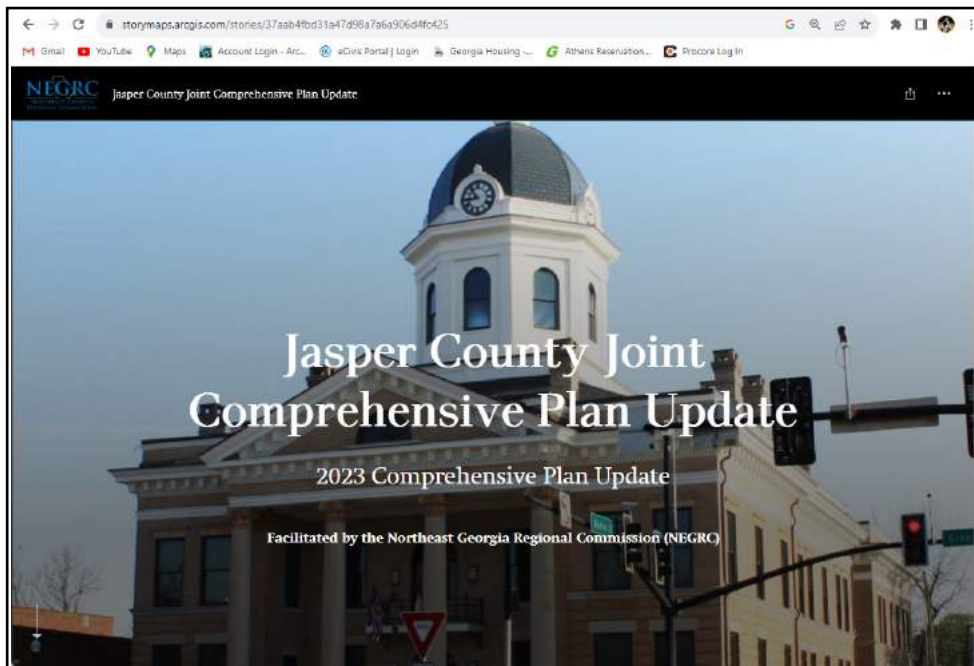 storymaps.arcgis.com/stories/37aab4fbd31a47d98a7a6a906d4fc425
Gmail YouTube Maps Account Login - Arc... eCivis Portal | Login Georgia Housing -... Athens Reservation... Procore Log In
NEGRC Jasper County Joint Comprehensive Plan Update
Jasper County Joint
Comprehensive Plan Update
2023 Comprehensive Plan Update
Facilitated by the Northeast Georgia Regional Commission (NEGRC)